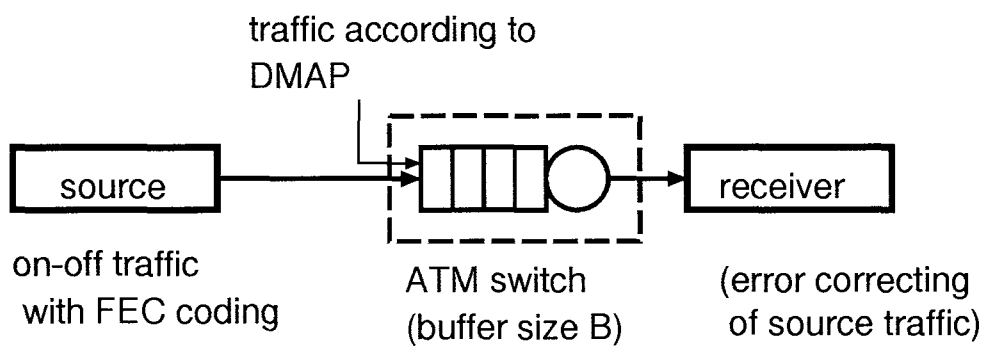 traffic according to
DMAP
source
receiver
on-off traffic
with FEC coding
ATM switch
(buffer size B)
(error correcting
of source traffic)